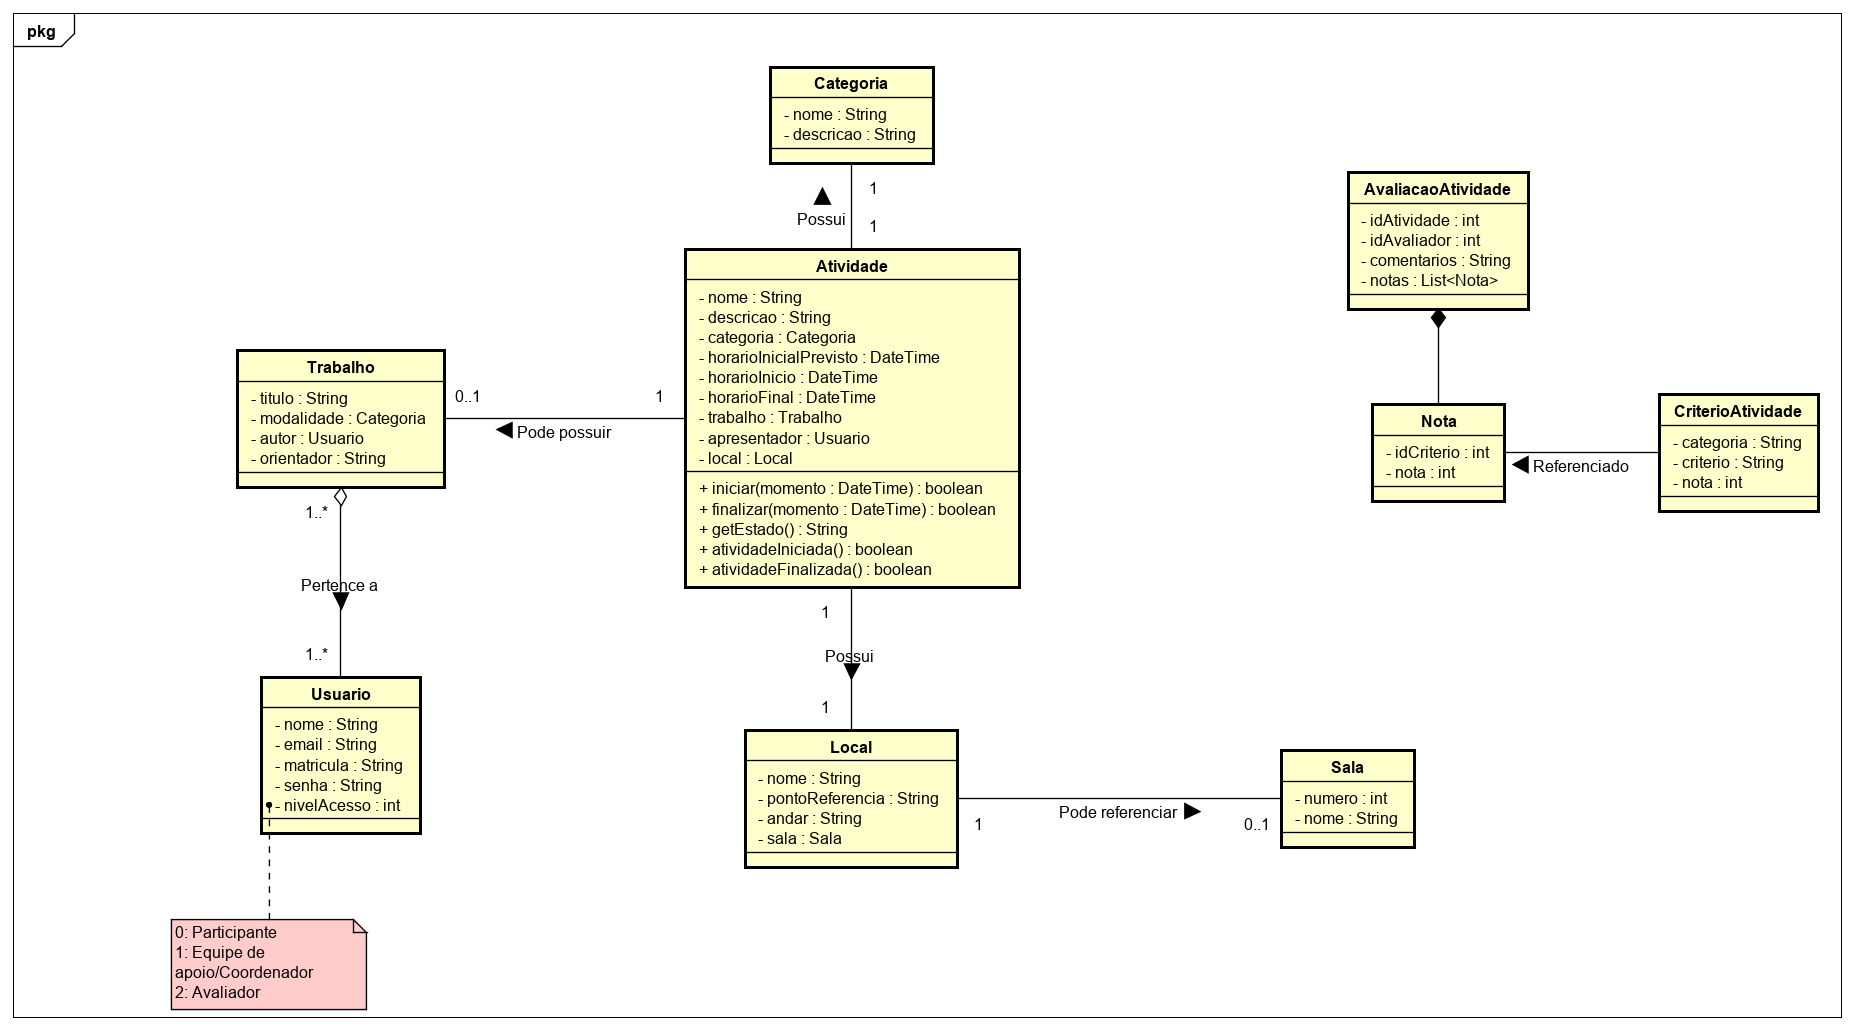 pkg
Categoria
- nome : String
- descricao : String
1
Possui
1
Atividade
- nome : String
- descricao : String
- categoria : Categoria
- horarioInicialPrevisto : DateTime
- horarioInicio : DateTime
- horarioFinal : DateTime
- trabalho : Trabalho
- apresentador : Usuario
- local : Local
+ iniciar(momento : DateTime) : boolean
+ finalizar(momento : DateTime) : boolean
+ getEstado() : String
+ atividadeIniciada() : boolean
+ atividadeFinalizada() : boolean
0..1
1
Pode possuir
Trabalho
- titulo : String
- modalidade : Categoria
- autor : Usuario
- orientador : String
1..*
Pertence a
1..*
Usuario
- nome : String
- email : String
- matricula : String
- senha : String
- nivelAcesso : int
0: Participante
1: Equipe de
apoio/Coordenador
2: Avaliador
1
Possui
1
Local
- nome : String
- pontoReferencia : String
- andar : String
- sala : Sala
1
Pode referenciar
0..1
Sala
- numero : int
- nome : String
AvaliacaoAtividade
- idAtividade : int
- idAvaliador : int
- comentarios : String
- notas : List<Nota>
Nota
- idCriterio : int
- nota : int
Referenciado
CriterioAtividade
- categoria : String
- criterio : String
- nota : int